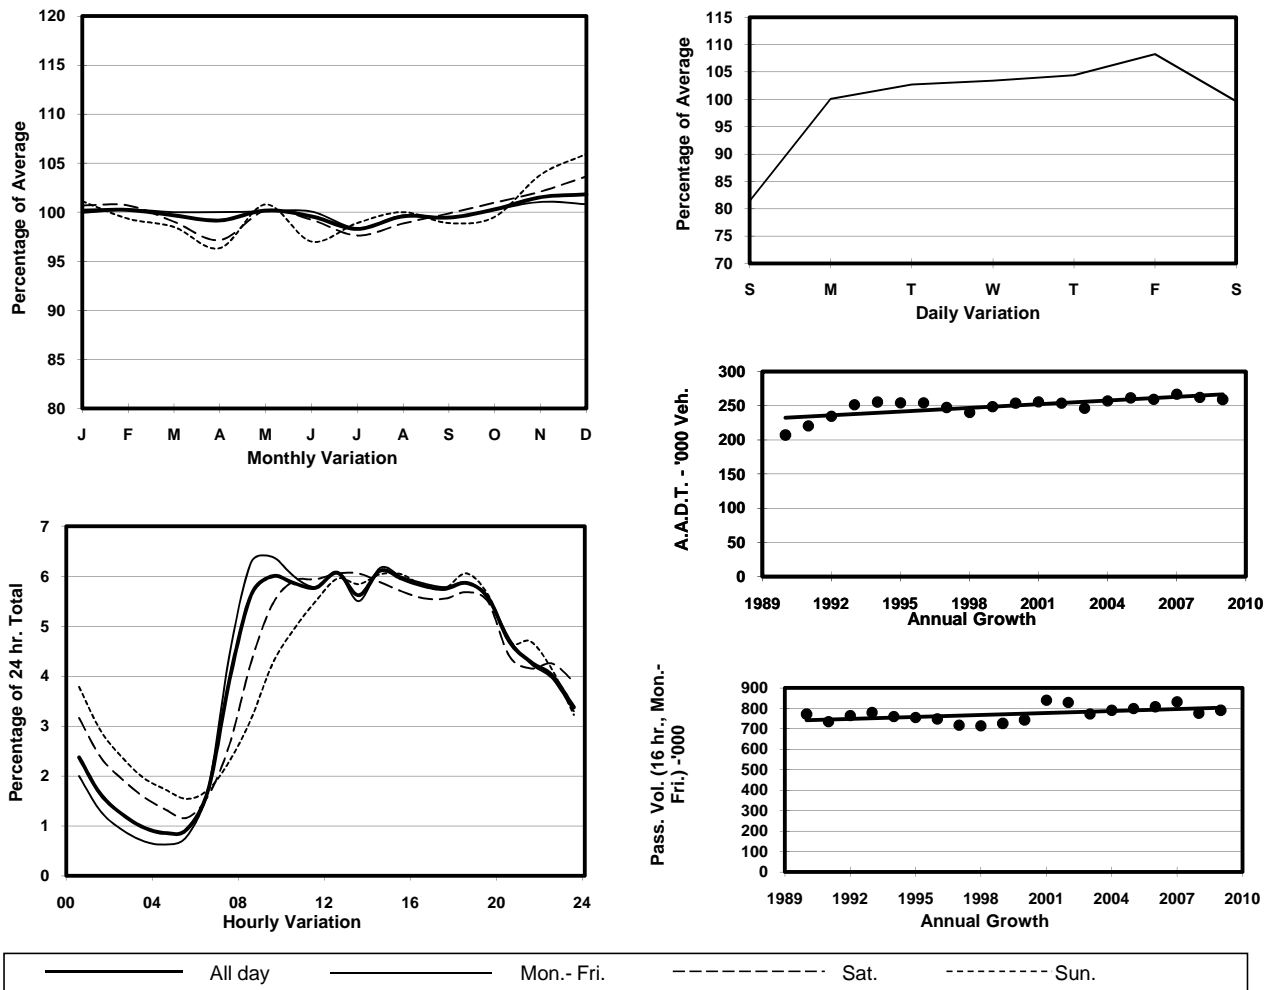 120
115
110
105
100
95
90
85
80
Percentage of Average
J F M A M J J A S O N D
Monthly Variation
115
110
105
100
95
90
85
80
75
70
Percentage of Average
S M T W T F S
Daily Variation
300
250
200
150
100
50
0
A.A.D.T. - '000 Veh.
1989 1992 1995 1998 2001 2004 2007 2010
Annual Growth
7
6
5
4
3
2
1
0
Percentage of 24 hr. Total
00 04 08 12 16 20 24
Hourly Variation
900
800
700
600
500
400
300
200
100
0
Pass. Vol. (16 hr., Mon.-
Fri.) -'000
1989 1992 1995 1998 2001 2004 2007 2010
Annual Growth
All day Mon.- Fri. Sat. Sun.